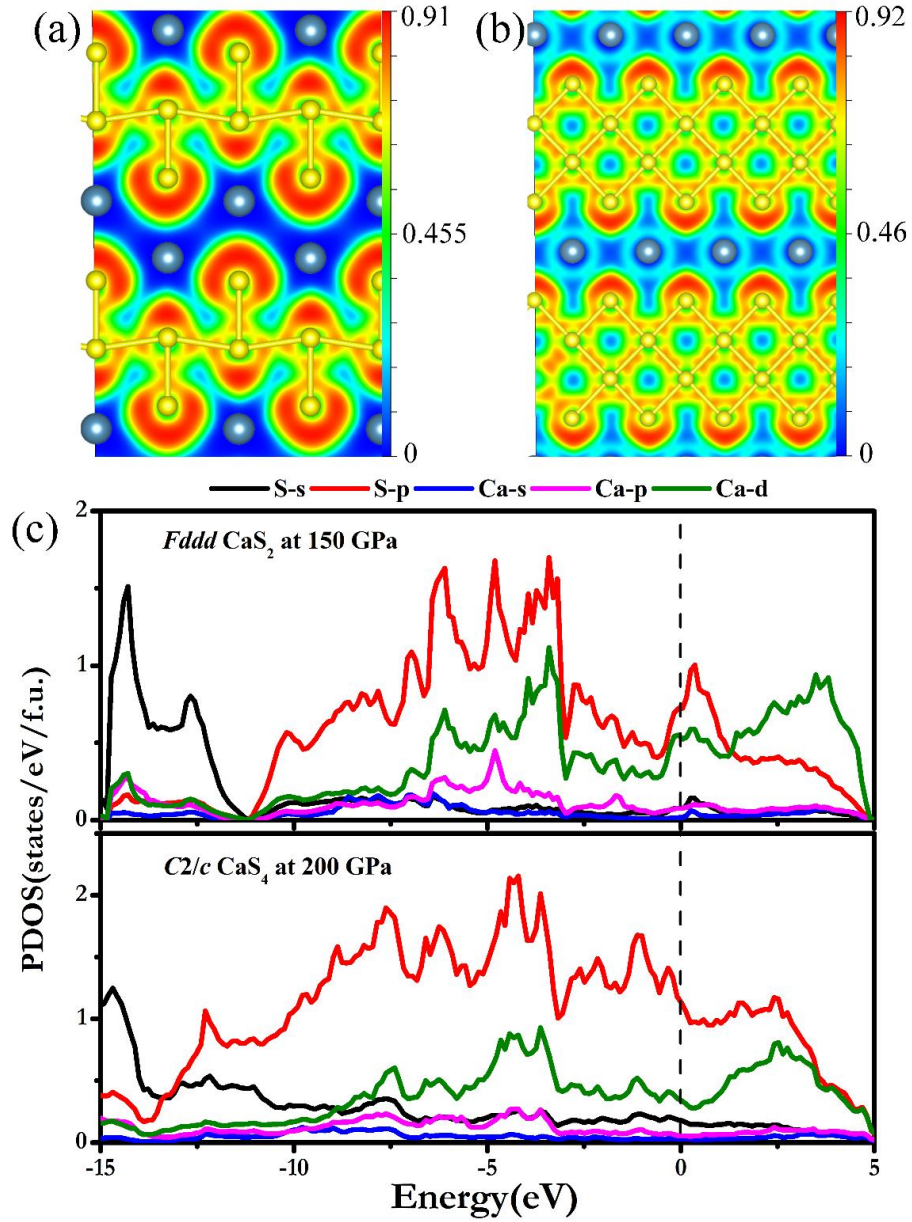 (a)
0.91
0.455
0
(b)
0.92
0.46
0
S-s S-p Ca-s Ca-p Ca-d
(c)
Fddd CaS₂ at 150 GPa
2
1
0
C2/c CaS₄ at 200 GPa
2
1
0
PDOS(states/eV/f.u.)
-15 -10 -5 0 5
Energy(eV)